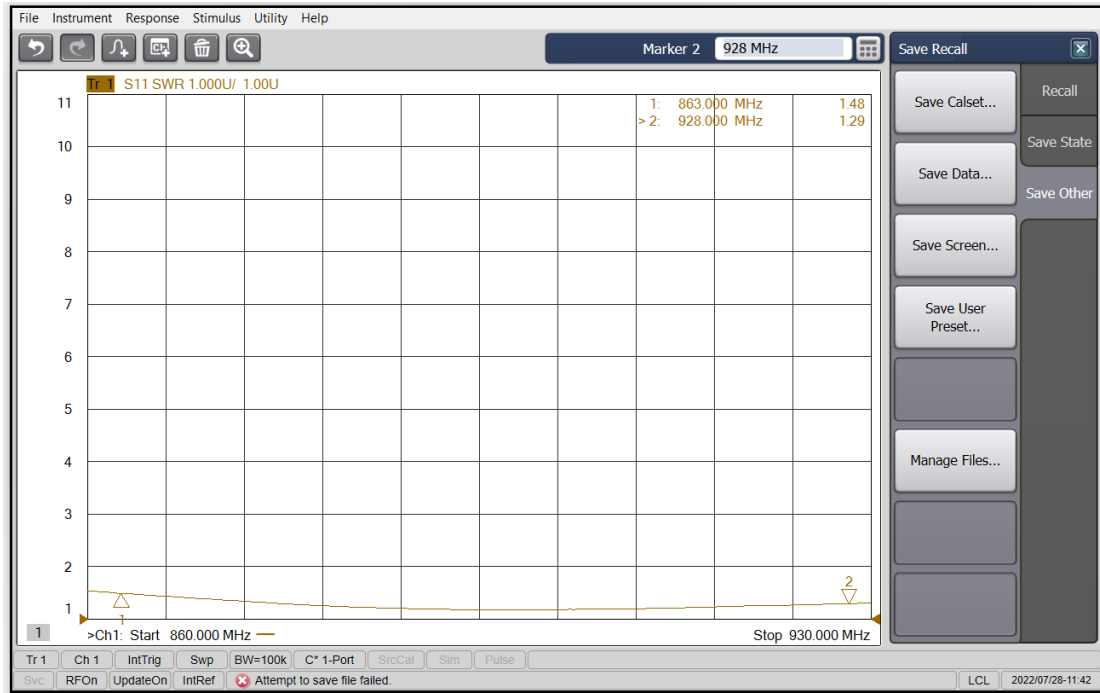 File Instrument Response Stimulus Utility Help
Marker 2 928 MHz
Save Recall
Tr 1 S11 SWR 1.000U/ 1.00U
1: 863.000 MHz 1.48
> 2: 928.000 MHz 1.29
11
10
9
8
7
6
5
4
3
2
1
1
2
1
>Ch1: Start 860.000 MHz
Stop 930.000 MHz
Save Calset...
Save Data...
Save Screen...
Save User
Preset...
Manage Files...
Recall
Save State
Save Other
Tr 1 Ch 1 IntTrig Swp BW=100k C* 1-Port SrcCal Sim Pulse
Svc RFOn UpdateOn IntRef Attempt to save file failed. LCL 2022/07/28-11:42